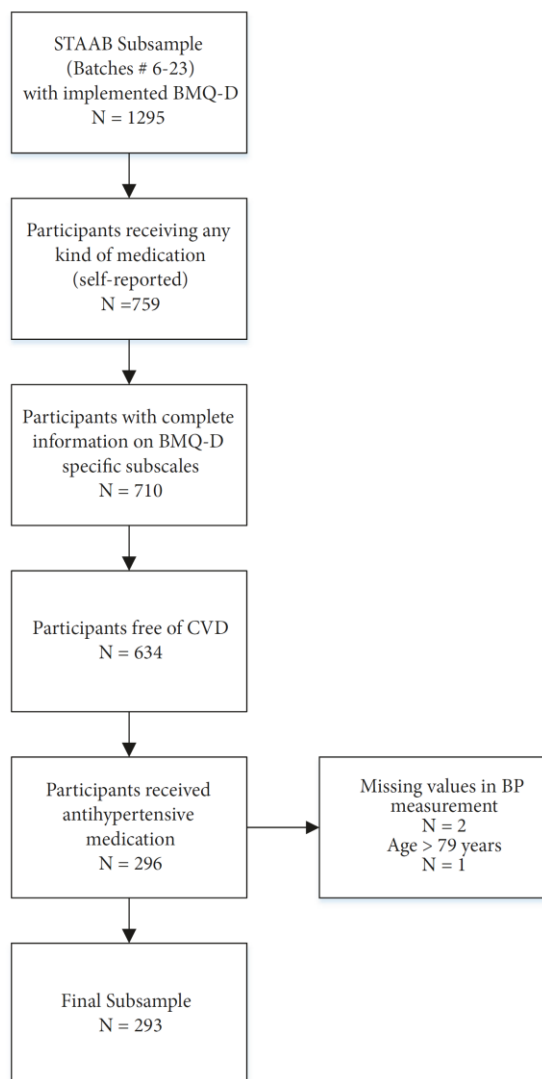 STAAB Subsample
(Batches # 6-23)
with implemented BMQ-D
N = 1295
Participants receiving any
kind of medication
(self-reported)
N =759
Participants with complete
information on BMQ-D
specific subscales
N = 710
Participants free of CVD
N = 634
Participants received
antihypertensive
medication
N = 296
Missing values in BP
measurement
N = 2
Age > 79 years
N = 1
Final Subsample
N = 293